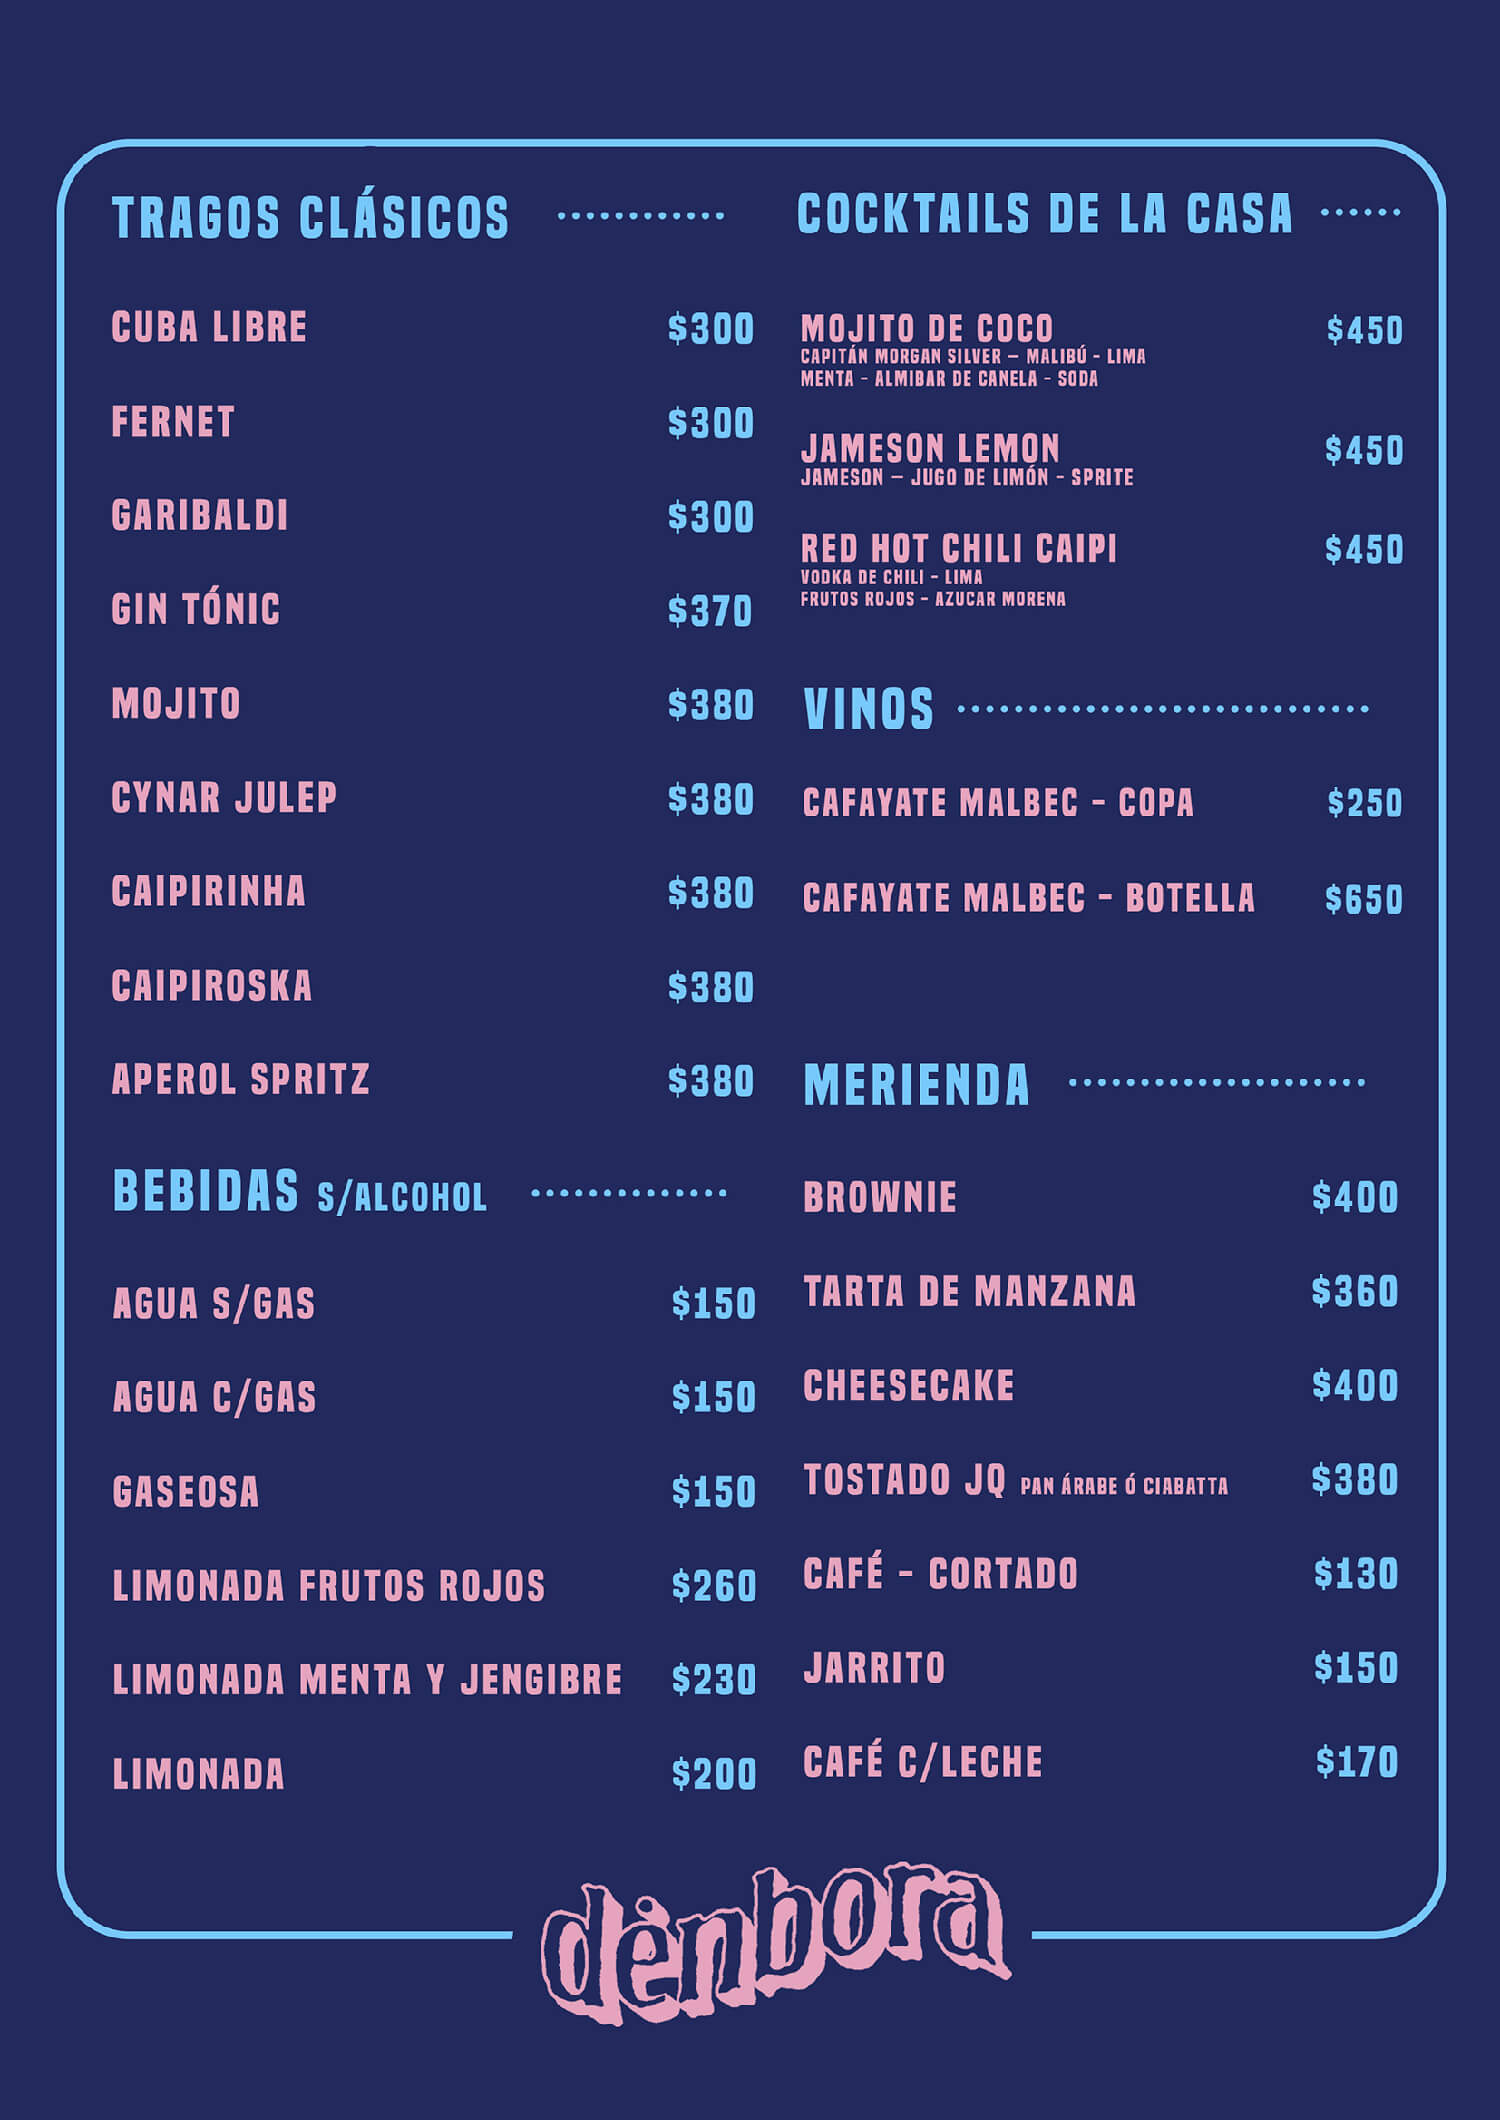 TRAGOS CLÁSICOS
CUBA LIBRE $300
FERNET $300
GARIBALDI $300
GIN TÓNIC $370
MOJITO $380
CYNAR JULEP $380
CAIPIRINHA $380
CAIPIROSKA $380
APEROL SPRITZ $380
BEBIDAS S/ALCOHOL
AGUA S/GAS $150
AGUA C/GAS $150
GASEOSA $150
LIMONADA FRUTOS ROJOS $260
LIMONADA MENTA Y JENGIBRE $230
LIMONADA $200
COCKTAILS DE LA CASA
MOJITO DE COCO $450
CAPITÁN MORGAN SILVER – MALIBÚ - LIMA
MENTA - ALMIBAR DE CANELA - SODA
JAMESON LEMON $450
JAMESON – JUGO DE LIMÓN - SPRITE
RED HOT CHILI CAIPI $450
VODKA DE CHILI - LIMA
FRUTOS ROJOS - AZUCAR MORENA
VINOS
CAFAYATE MALBEC - COPA $250
CAFAYATE MALBEC - BOTELLA $650
MERIENDA
BROWNIE $400
TARTA DE MANZANA $360
CHEESECAKE $400
TOSTADO JQ PAN ÁRABE Ó CIABATTA $380
CAFÉ - CORTADO $130
JARRITO $150
CAFÉ C/LECHE $170
dėnbora